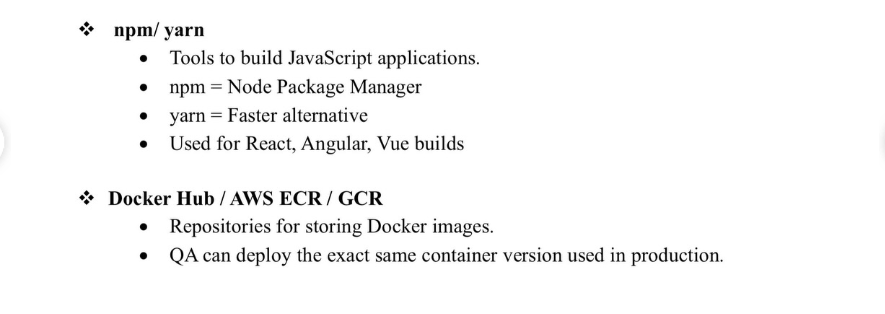 ❖ npm/ yarn
• Tools to build JavaScript applications.
• npm = Node Package Manager
• yarn = Faster alternative
• Used for React, Angular, Vue builds
❖ Docker Hub / AWS ECR / GCR
• Repositories for storing Docker images.
• QA can deploy the exact same container version used in production.